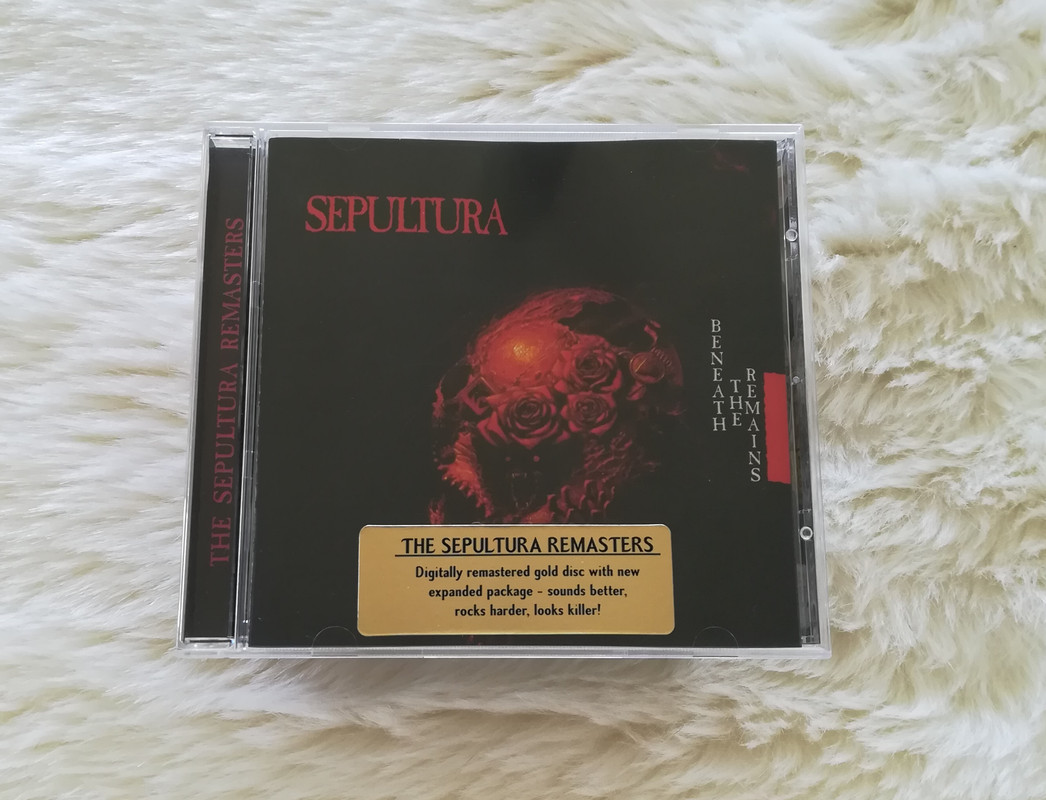 THE SEPULTURA REMASTERS
SEPULTURA
BENEATH
THE
REMAINS
THE SEPULTURA REMASTERS
Digitally remastered gold disc with new
expanded package - sounds better,
rocks harder, looks killer!